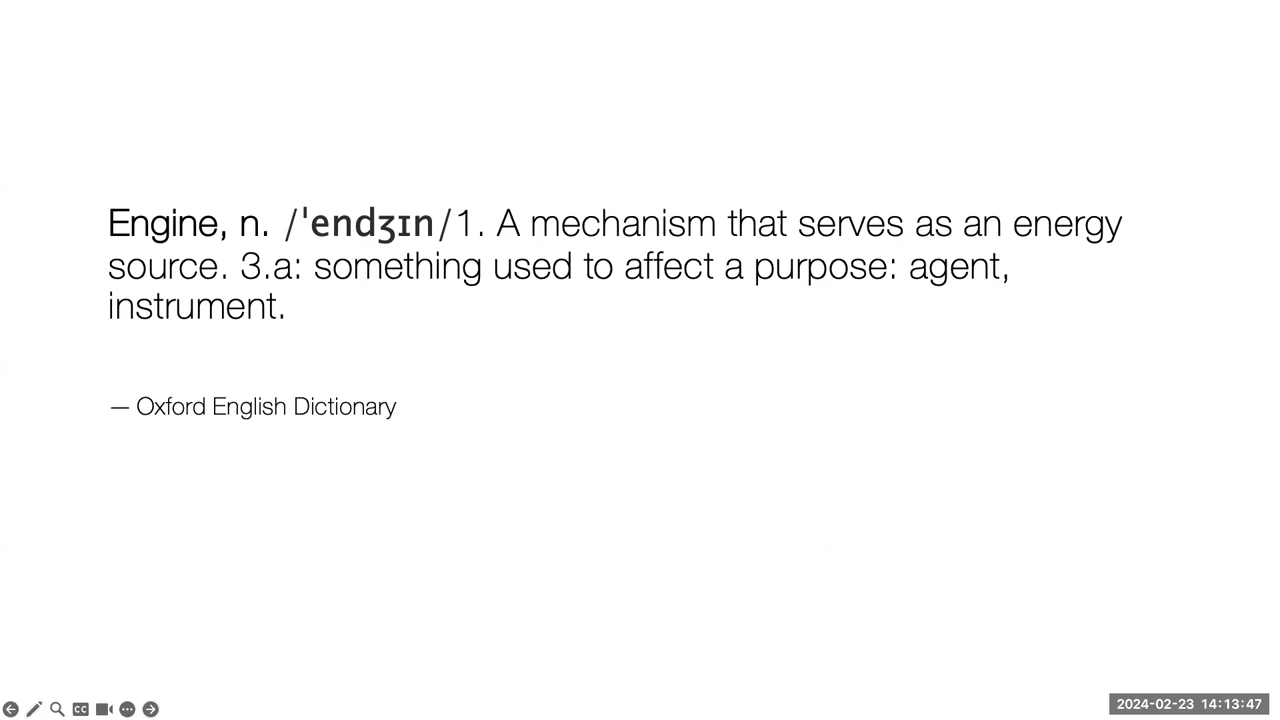 Engine, n. /ˈendʒɪn/1. A mechanism that serves as an energy
source. 3.a: something used to affect a purpose: agent,
instrument.
— Oxford English Dictionary
CC
2024-02-23 14:13:47